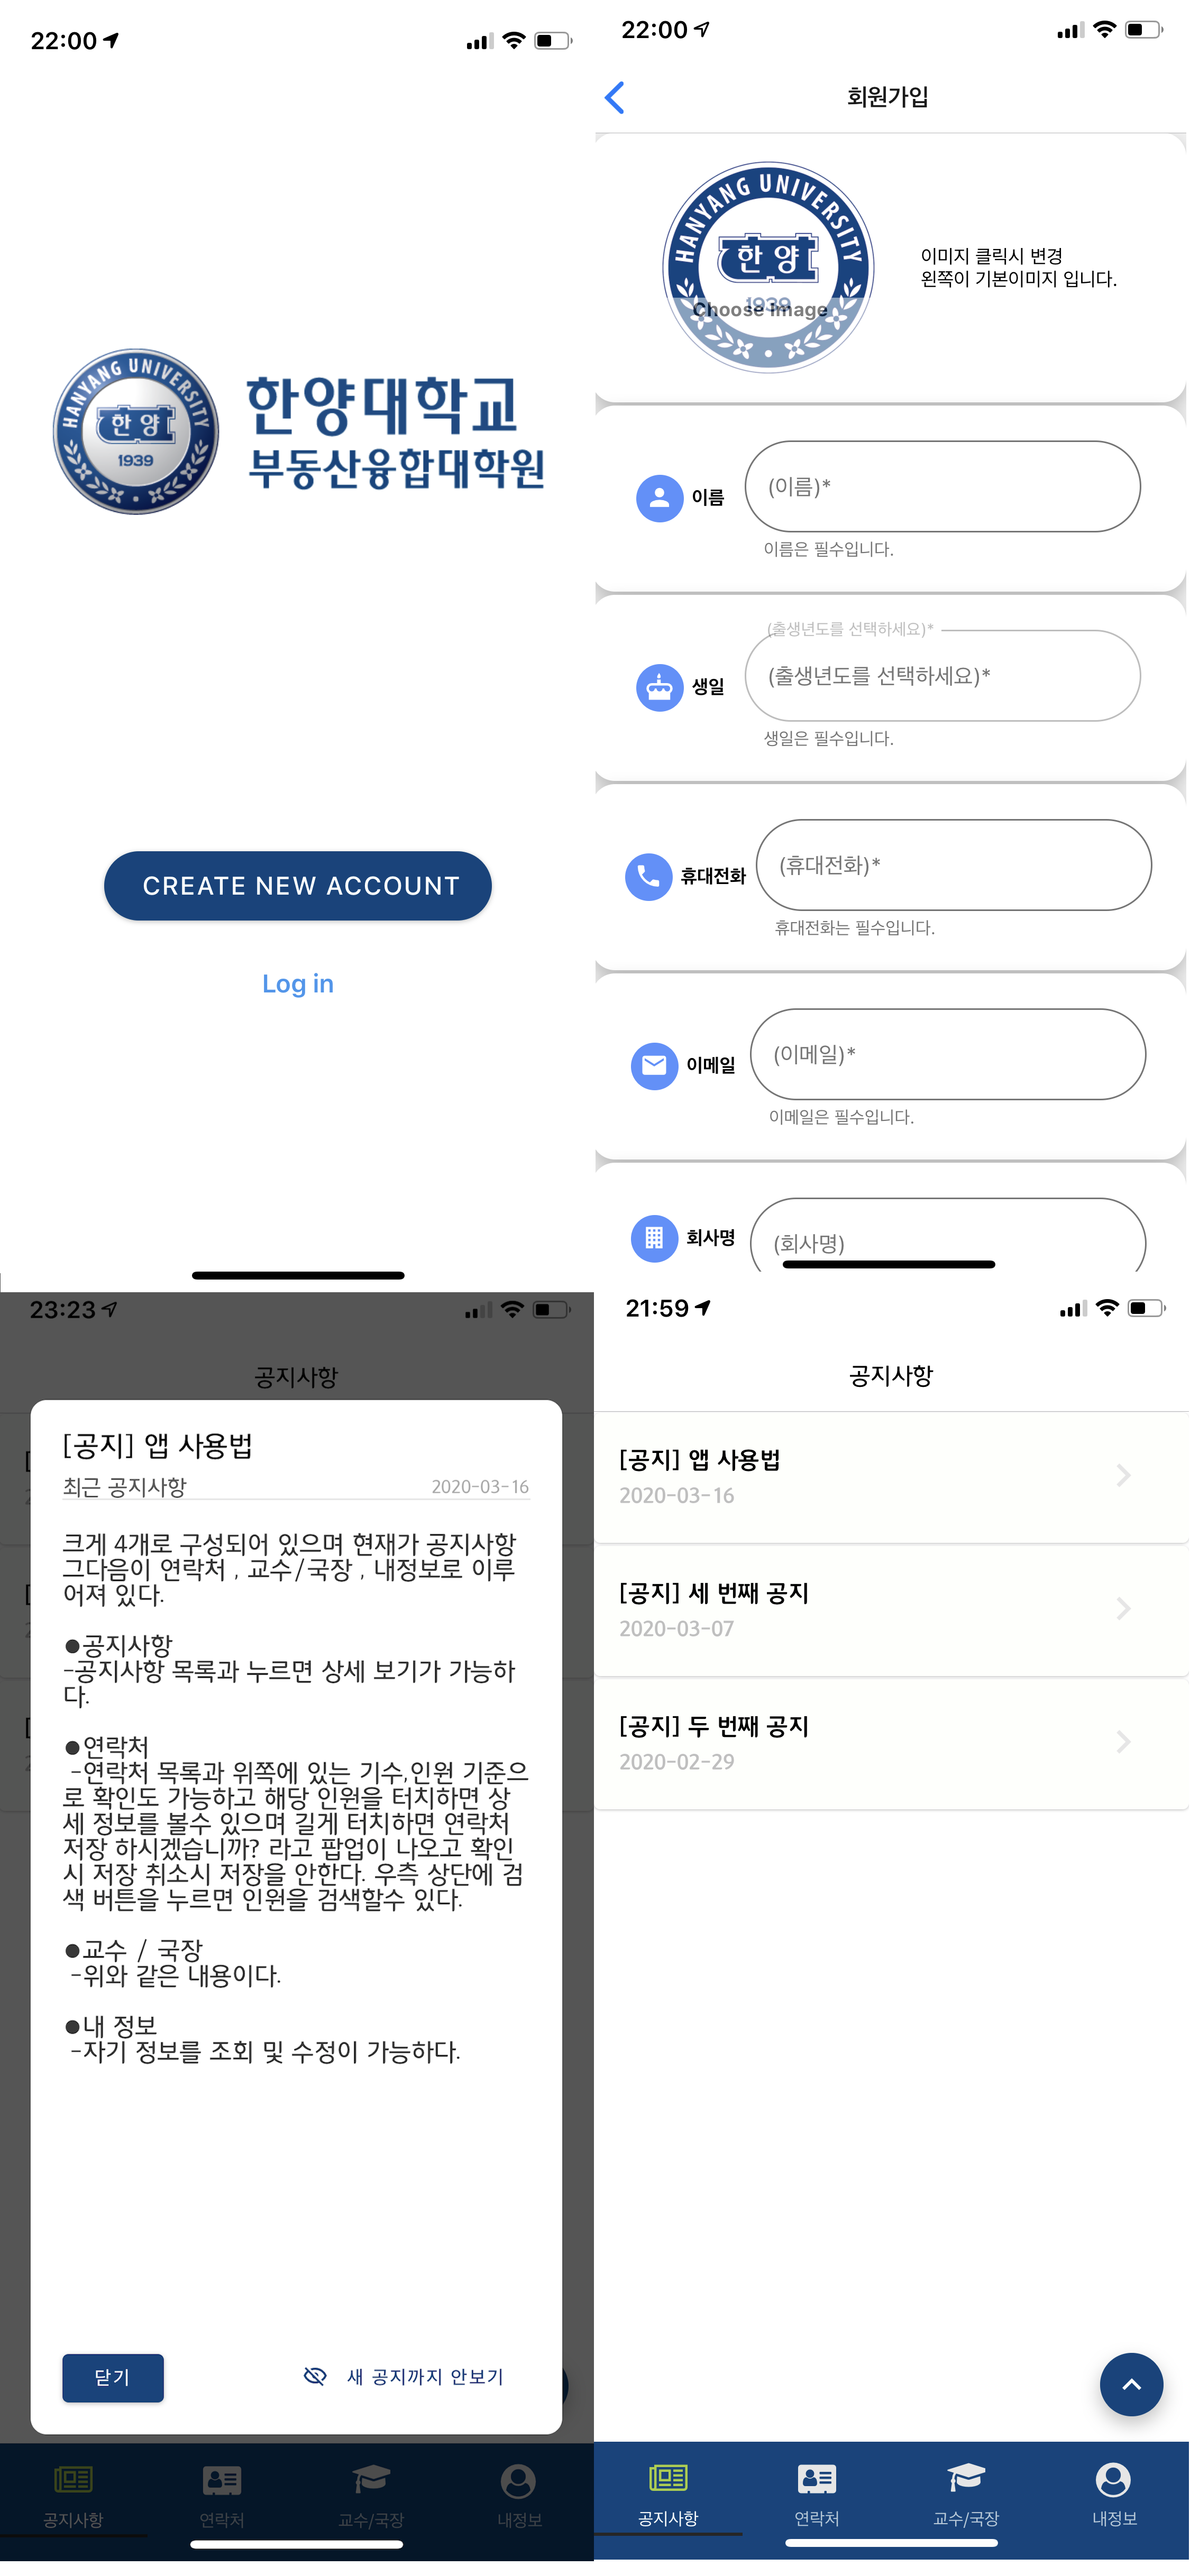 22:00
HANYANG UNIVERSITY
한양
1939
한양대학교
부동산융합대학원
CREATE NEW ACCOUNT
Log in
22:00
회원가입
HANYANG UNIVERSITY
한양
1939
Choose Image
이미지 클릭시 변경
왼쪽이 기본이미지 입니다.
이름
(이름)*
이름은 필수입니다.
(출생년도를 선택하세요)*
생일
(출생년도를 선택하세요)*
생일은 필수입니다.
휴대전화
(휴대전화)*
휴대전화는 필수입니다.
이메일
(이메일)*
이메일은 필수입니다.
회사명
(회사명)
23:23
공지사항
[공지] 앱 사용법
최근 공지사항
2020-03-16
크게 4개로 구성되어 있으며 현재가 공지사항
그다음이 연락처 , 교수/국장 , 내정보로 이루
어져 있다.
●공지사항
-공지사항 목록과 누르면 상세 보기가 가능하
다.
●연락처
-연락처 목록과 위쪽에 있는 기수,인원 기준으
로 확인도 가능하고 해당 인원을 터치하면 상
세 정보를 볼수 있으며 길게 터치하면 연락처
저장 하시겠습니까? 라고 팝업이 나오고 확인
시 저장 취소시 저장을 안한다. 우측 상단에 검
색 버튼을 누르면 인원을 검색할수 있다.
●교수 / 국장
-위와 같은 내용이다.
●내 정보
-자기 정보를 조회 및 수정이 가능하다.
닫기
새 공지까지 안보기
공지사항
연락처
교수/국장
내정보
21:59
공지사항
[공지] 앱 사용법
2020-03-16
[공지] 세 번째 공지
2020-03-07
[공지] 두 번째 공지
2020-02-29
공지사항
연락처
교수/국장
내정보